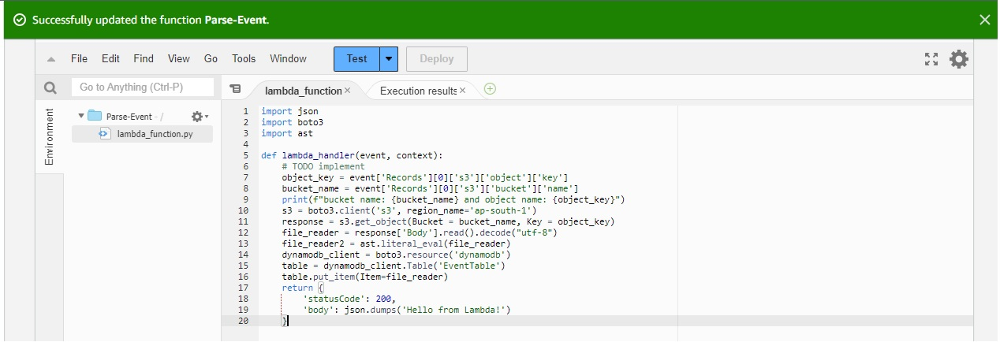 Successfully updated the function Parse-Event.
File Edit Find View Go Tools Window Test Deploy
Go to Anything (Ctrl-P)
lambda_function Execution results
Environment
Parse-Event - /
lambda_function.py
1 import json
2 import boto3
3 import ast
4
5 def lambda_handler(event, context):
6     # TODO implement
7     object_key = event['Records'][0]['s3']['object']['key']
8     bucket_name = event['Records'][0]['s3']['bucket']['name']
9     print(f"bucket name: {bucket_name} and object name: {object_key}")
10     s3 = boto3.client('s3', region_name='ap-south-1')
11     response = s3.get_object(Bucket = bucket_name, Key = object_key)
12     file_reader = response['Body'].read().decode("utf-8")
13     file_reader2 = ast.literal_eval(file_reader)
14     dynamodb_client = boto3.resource('dynamodb')
15     table = dynamodb_client.Table('EventTable')
16     table.put_item(Item=file_reader)
17     return {
18         'statusCode': 200,
19         'body': json.dumps('Hello from Lambda!')
20     }